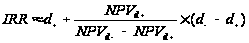 IRR ≈ d₊ + NPV_d₊ / (NPV_d₊ - NPV_d₋) × (d₋ - d₊)